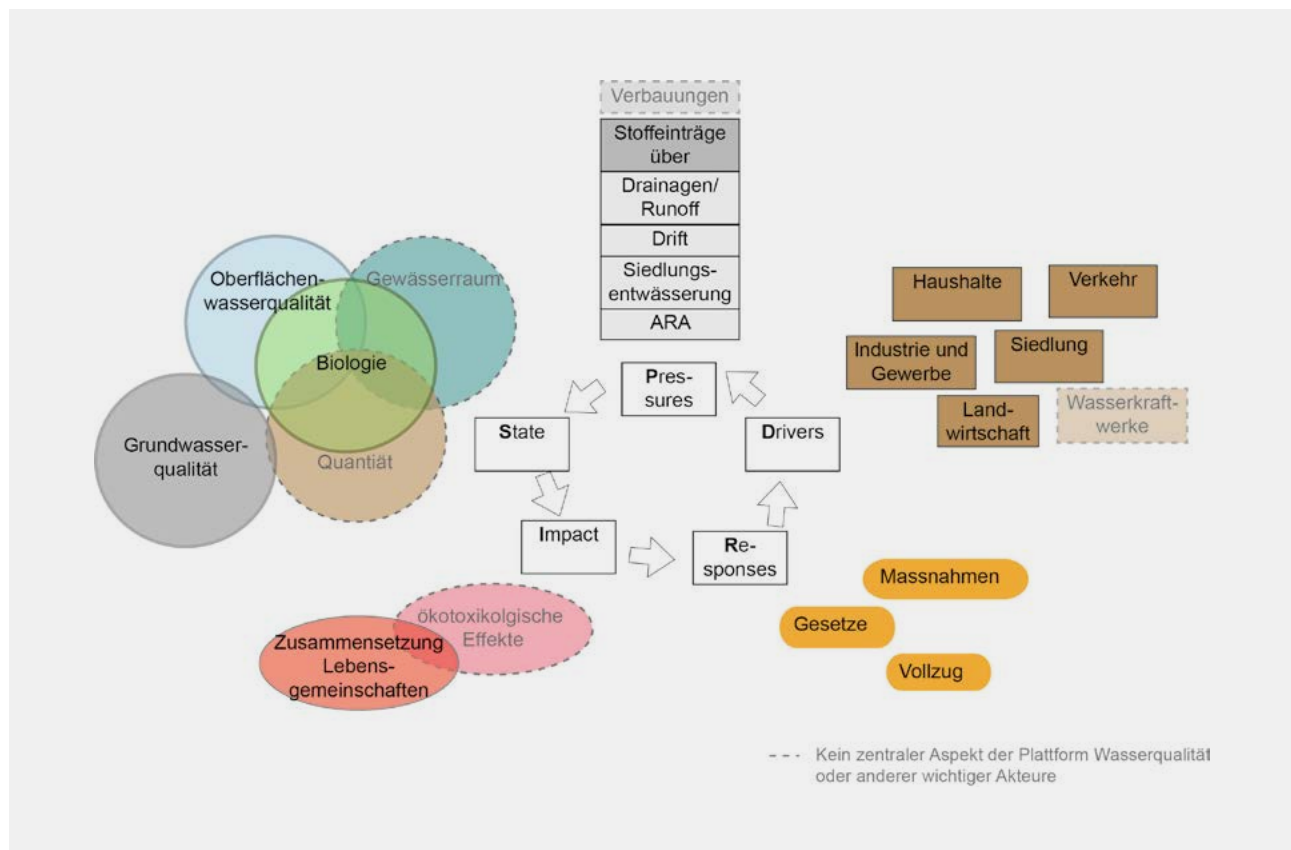 Verbauungen
Stoffeinträge
über
Drainagen/
Runoff
Drift
Siedlungs-
entwässerung
ARA
Oberflächen-
wasserqualität
Gewässerraum
Biologie
Grundwasser-
qualität
Quantiät
Haushalte
Verkehr
Industrie und
Gewerbe
Siedlung
Land-
wirtschaft
Wasserkraft-
werke
Pres-
sures
State
Drivers
Impact
Re-
sponses
ökotoxikolgische
Effekte
Zusammensetzung
Lebens-
gemeinschaften
Massnahmen
Gesetze
Vollzug
Kein zentraler Aspekt der Plattform Wasserqualität
oder anderer wichtiger Akteure